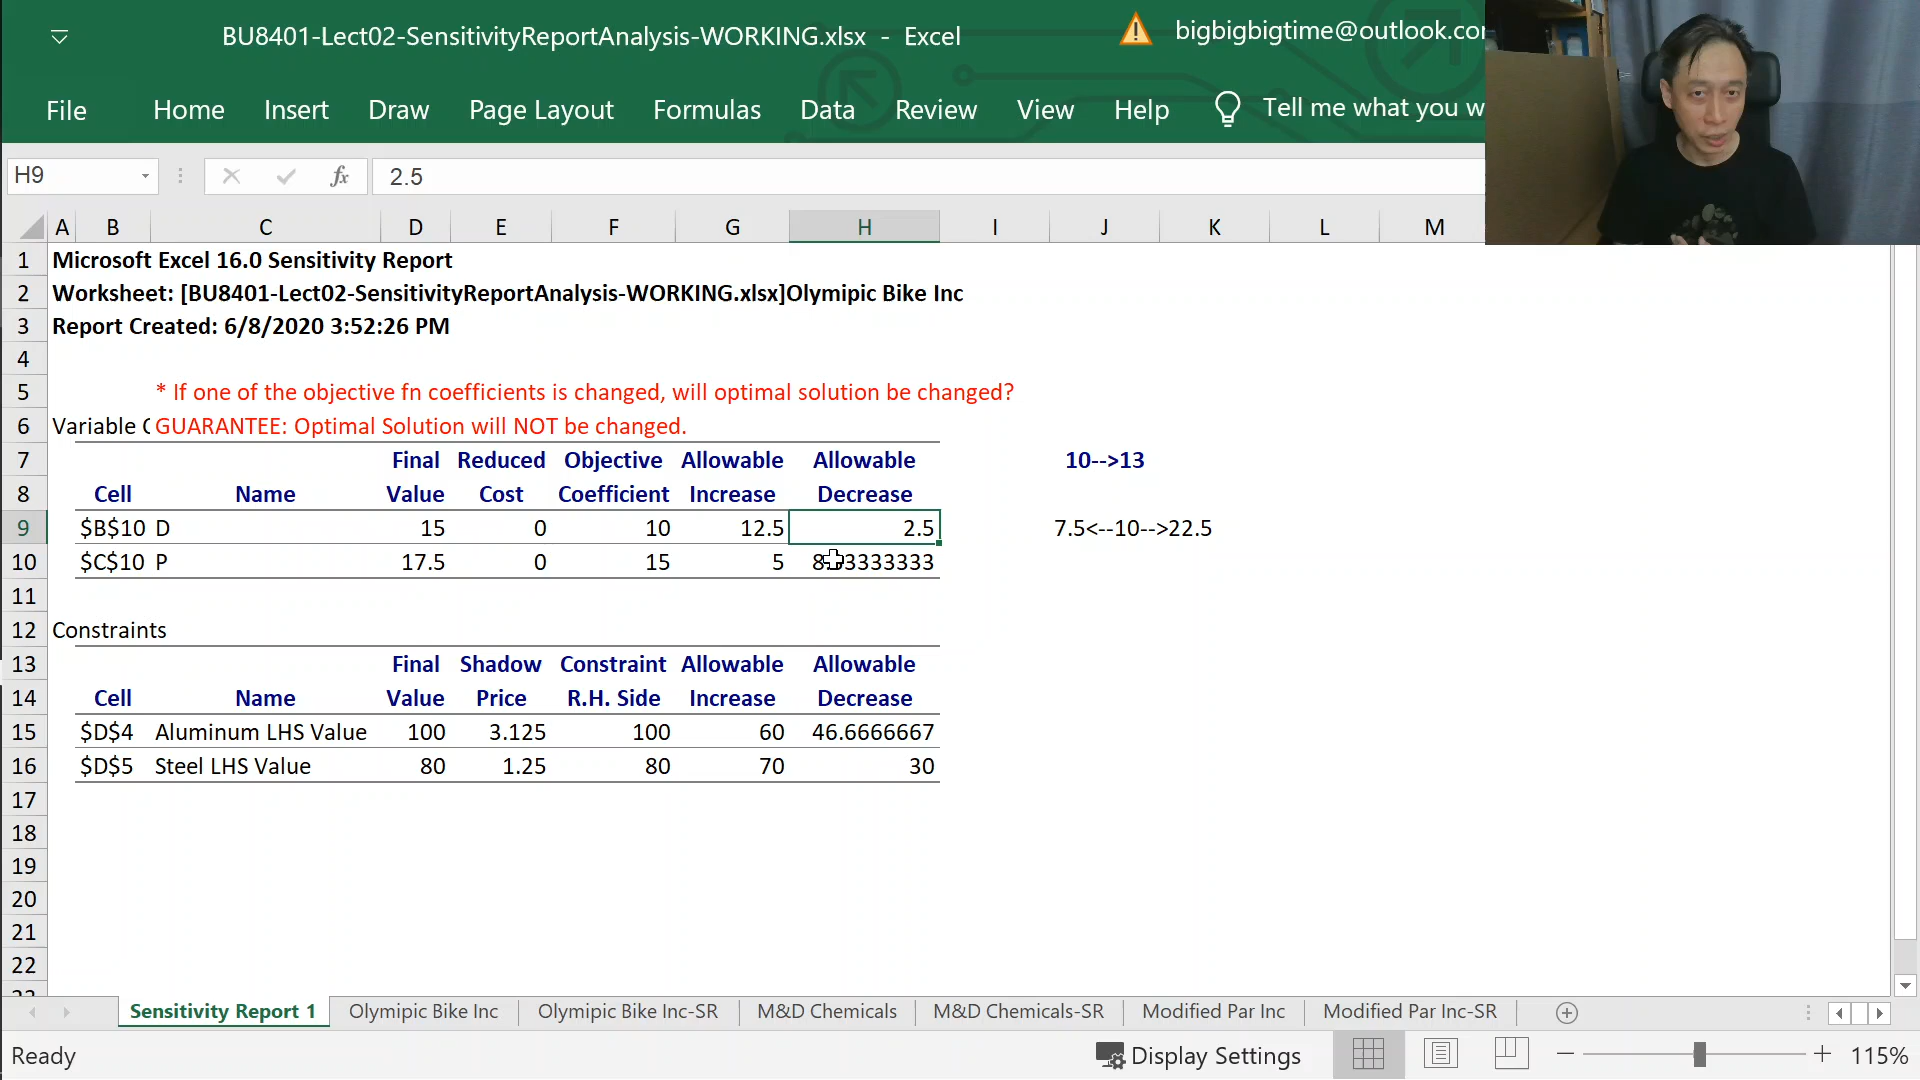 BU8401-Lect02-SensitivityReportAnalysis-WORKING.xlsx - Excel
bigbigbigtime@outlook.co
File Home Insert Draw Page Layout Formulas Data Review View Help Tell me what you w
H9 fx 2.5
A B C D E F G H I J K L M
1 Microsoft Excel 16.0 Sensitivity Report
2 Worksheet: [BU8401-Lect02-SensitivityReportAnalysis-WORKING.xlsx]Olymipic Bike Inc
3 Report Created: 6/8/2020 3:52:26 PM
4
5 * If one of the objective fn coefficients is changed, will optimal solution be changed?
6 Variable C GUARANTEE: Optimal Solution will NOT be changed.
7 Final Reduced Objective Allowable Allowable 10-->13
8 Cell Name Value Cost Coefficient Increase Decrease
9 $B$10 D 15 0 10 12.5 2.5 7.5<--10-->22.5
10 $C$10 P 17.5 0 15 5
11
12 Constraints
13 Final Shadow Constraint Allowable Allowable
14 Cell Name Value Price R.H. Side Increase Decrease
15 $D$4 Aluminum LHS Value 100 3.125 100 60 46.6666667
16 $D$5 Steel LHS Value 80 1.25 80 70 30
17
18
19
20
21
22
Sensitivity Report 1 Olymipic Bike Inc Olymipic Bike Inc-SR M&D Chemicals M&D Chemicals-SR Modified Par Inc Modified Par Inc-SR
Ready Display Settings 115%